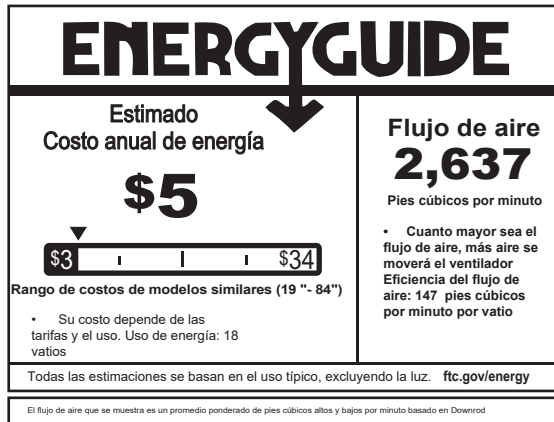 ENERGYGUIDE
Estimado
Costo anual de energía
$5
$3
$34
Rango de costos de modelos similares (19 "- 84")
• Su costo depende de las
tarifas y el uso. Uso de energía: 18
vatios
Flujo de aire
2,637
Pies cúbicos por minuto
• Cuanto mayor sea el
flujo de aire, más aire se
moverá el ventilador
Eficiencia del flujo de
aire: 147 pies cúbicos
por minuto por vatio
Todas las estimaciones se basan en el uso típico, excluyendo la luz. ftc.gov/energy
El flujo de aire que se muestra es un promedio ponderado de pies cúbicos altos y bajos por minuto basado en Downrod